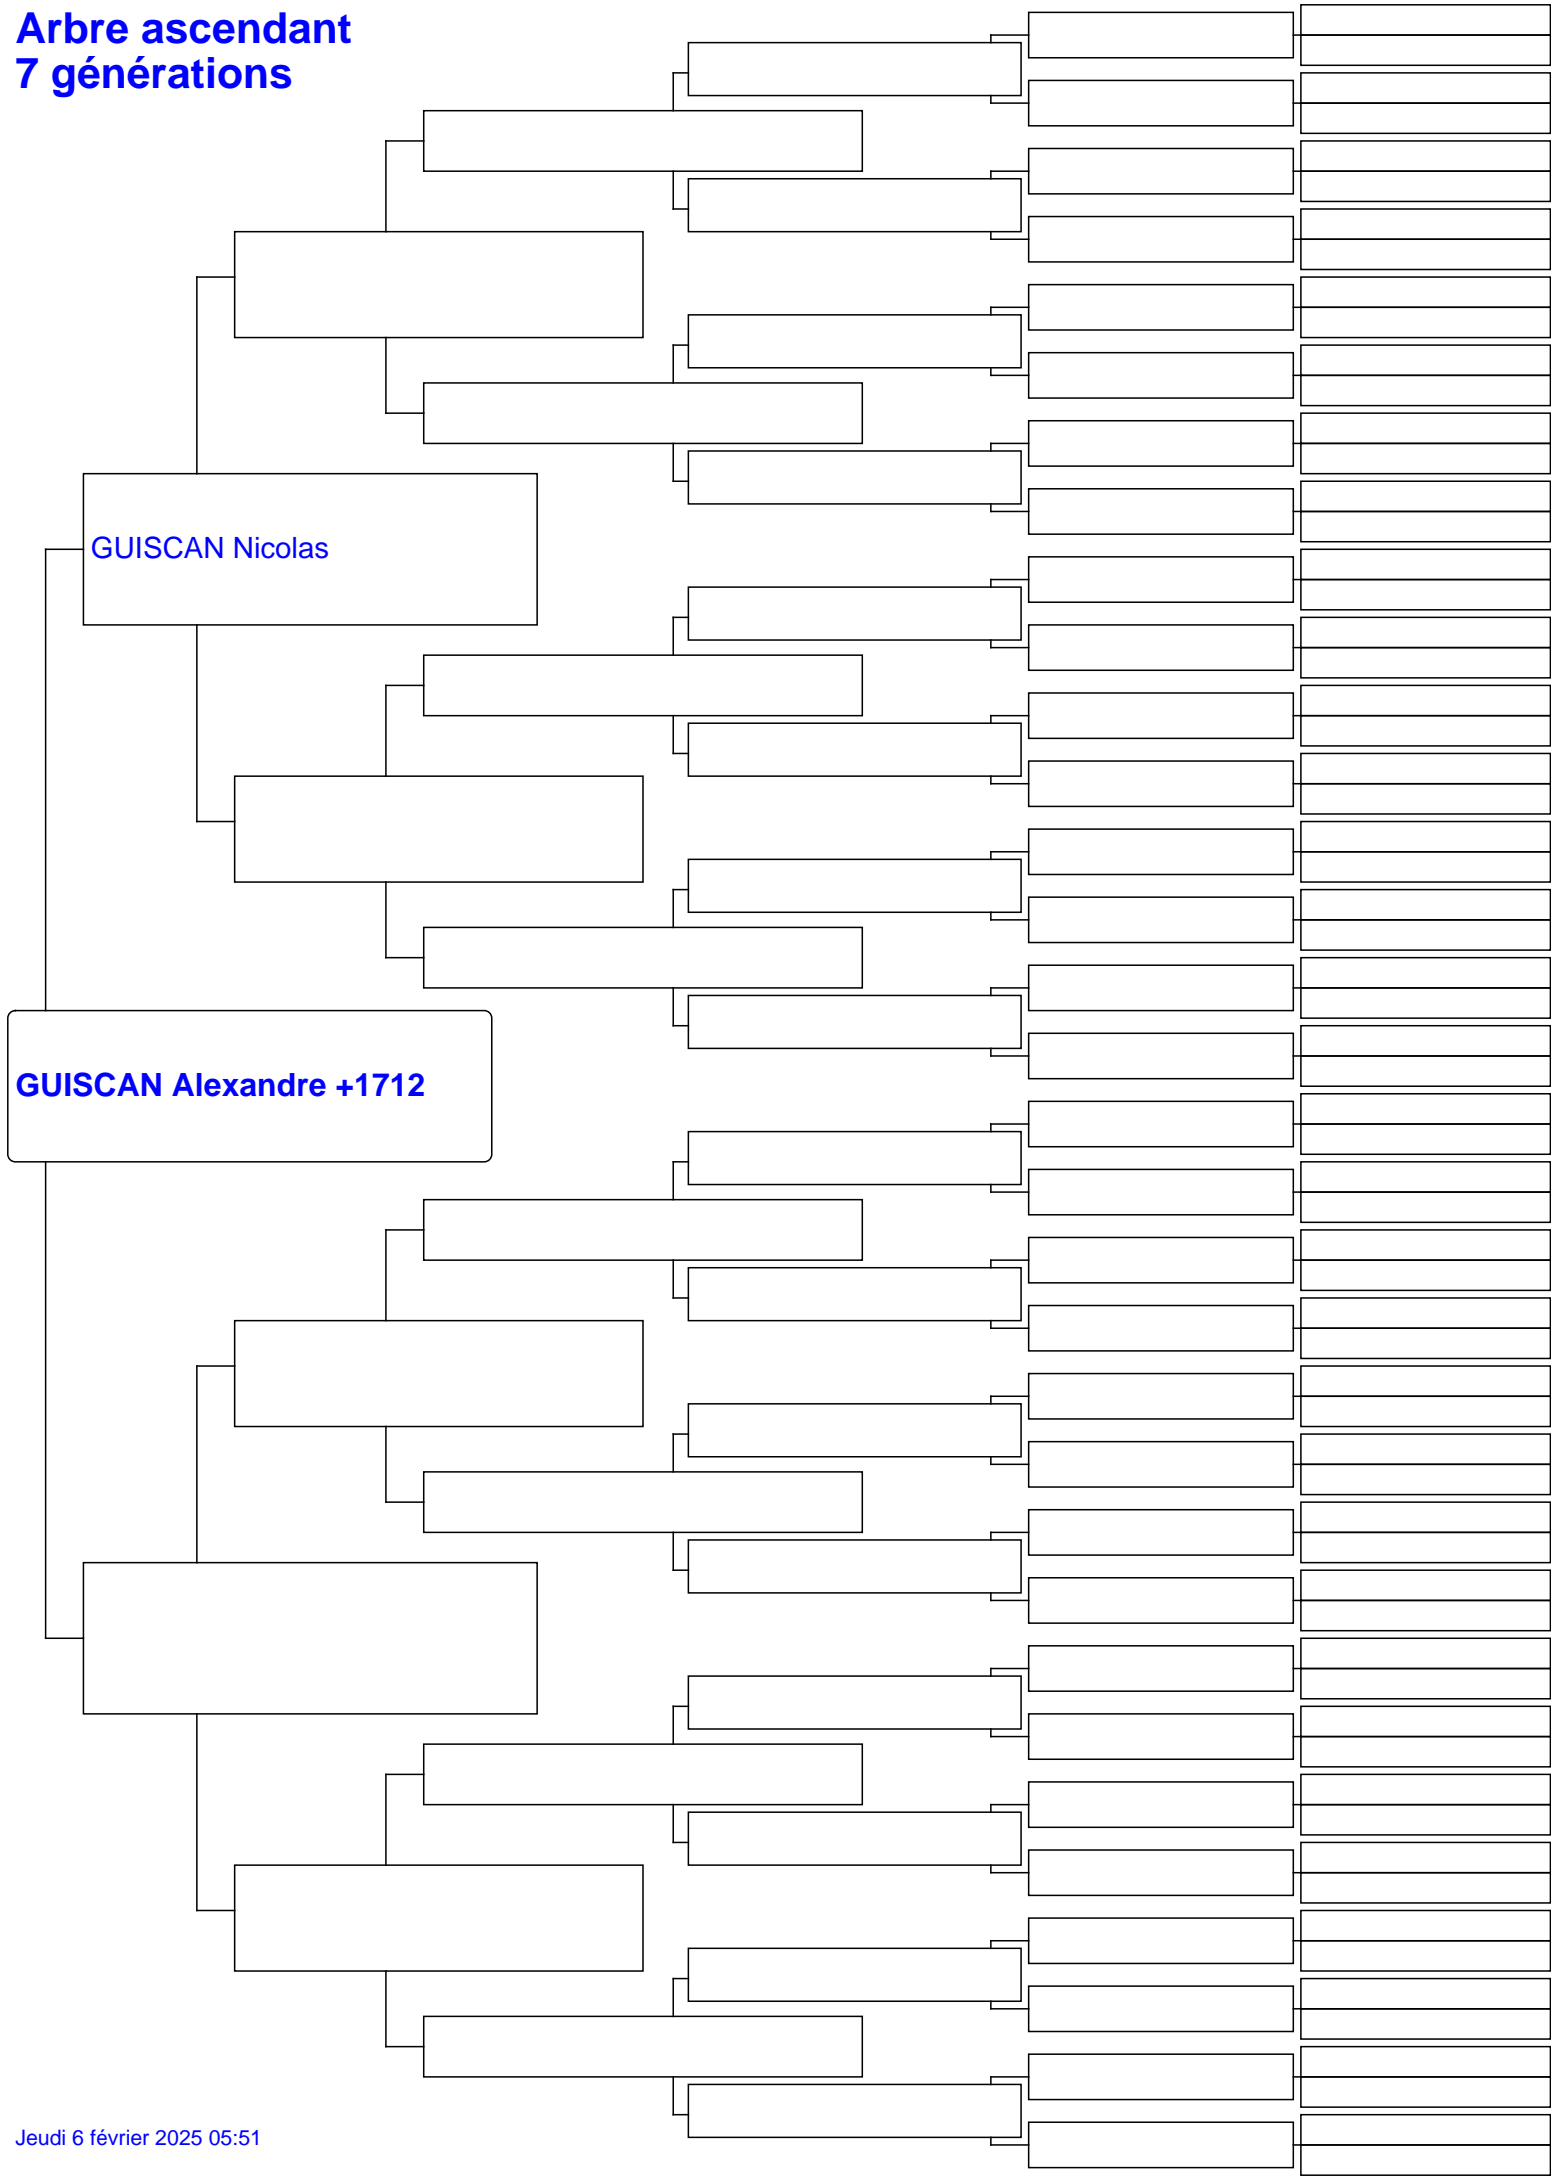 Arbre ascendant
7 générations
GUISCAN Nicolas
GUISCAN Alexandre +1712
Jeudi 6 février 2025 05:51